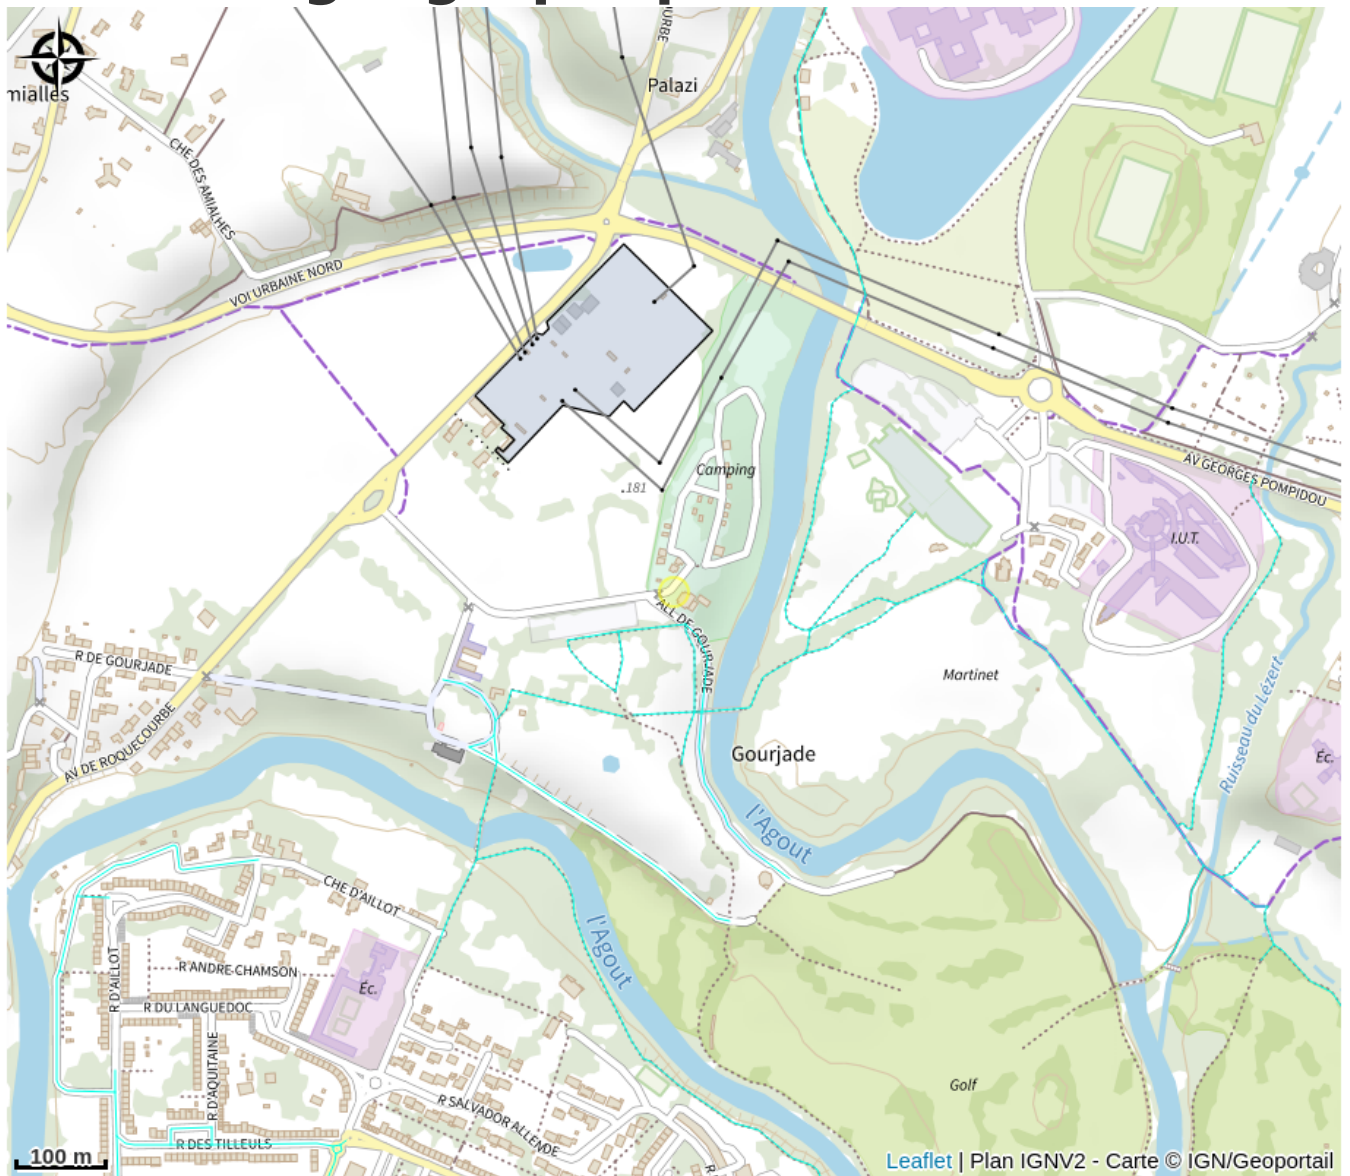 Palazi
mialles
CHE DES AMIALHES
VOI URBAINE NORD
Camping
.181
AV GEORGES POMPIDOU
I.U.T.
ALL DE GOURJADE
R DE GOURJADE
Martinet
AV DE ROQUECOURBE
Gourjade
Ruisseau du Lézert
Éc.
l'Agout
CHE D'AILLOT
l'Agout
R D'AILLOT
R ANDRE CHAMSON
Éc.
R DU LANGUEDOC
R D'AQUITAINE
Golf
R SALVADOR ALLENDE
R DES TILLEULS
100 m
Leaflet | Plan IGNV2 - Carte © IGN/Geoportail